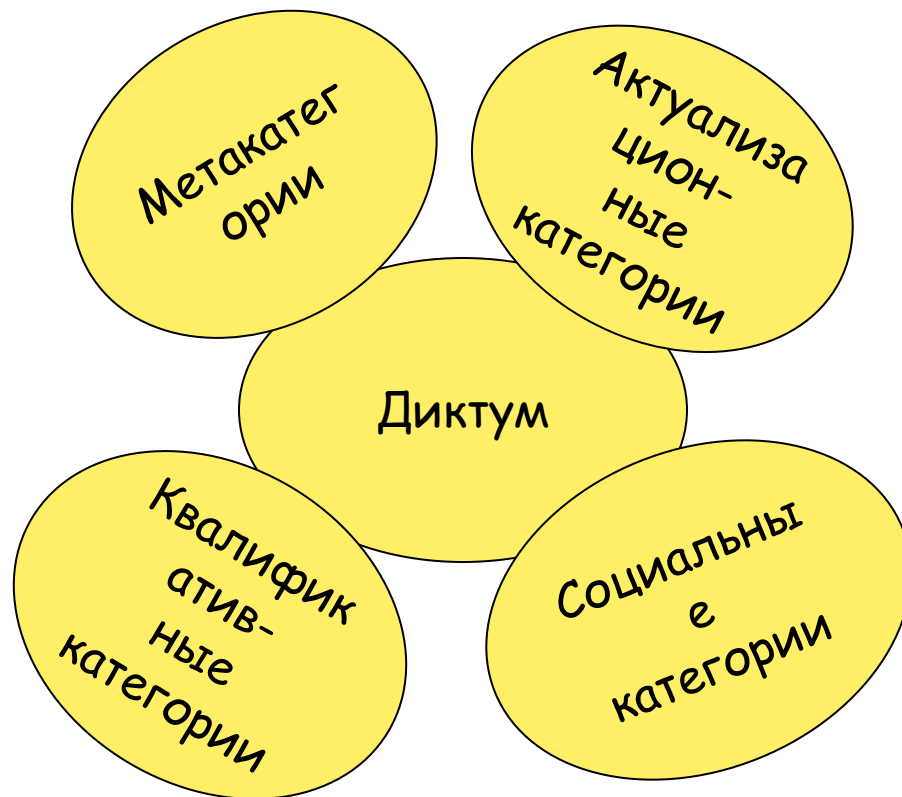 Метакатег
ории
Актуализа
цион-
ные
категории
Диктум
Квалифик
атив-
ные
категории
Социальны
е
категории